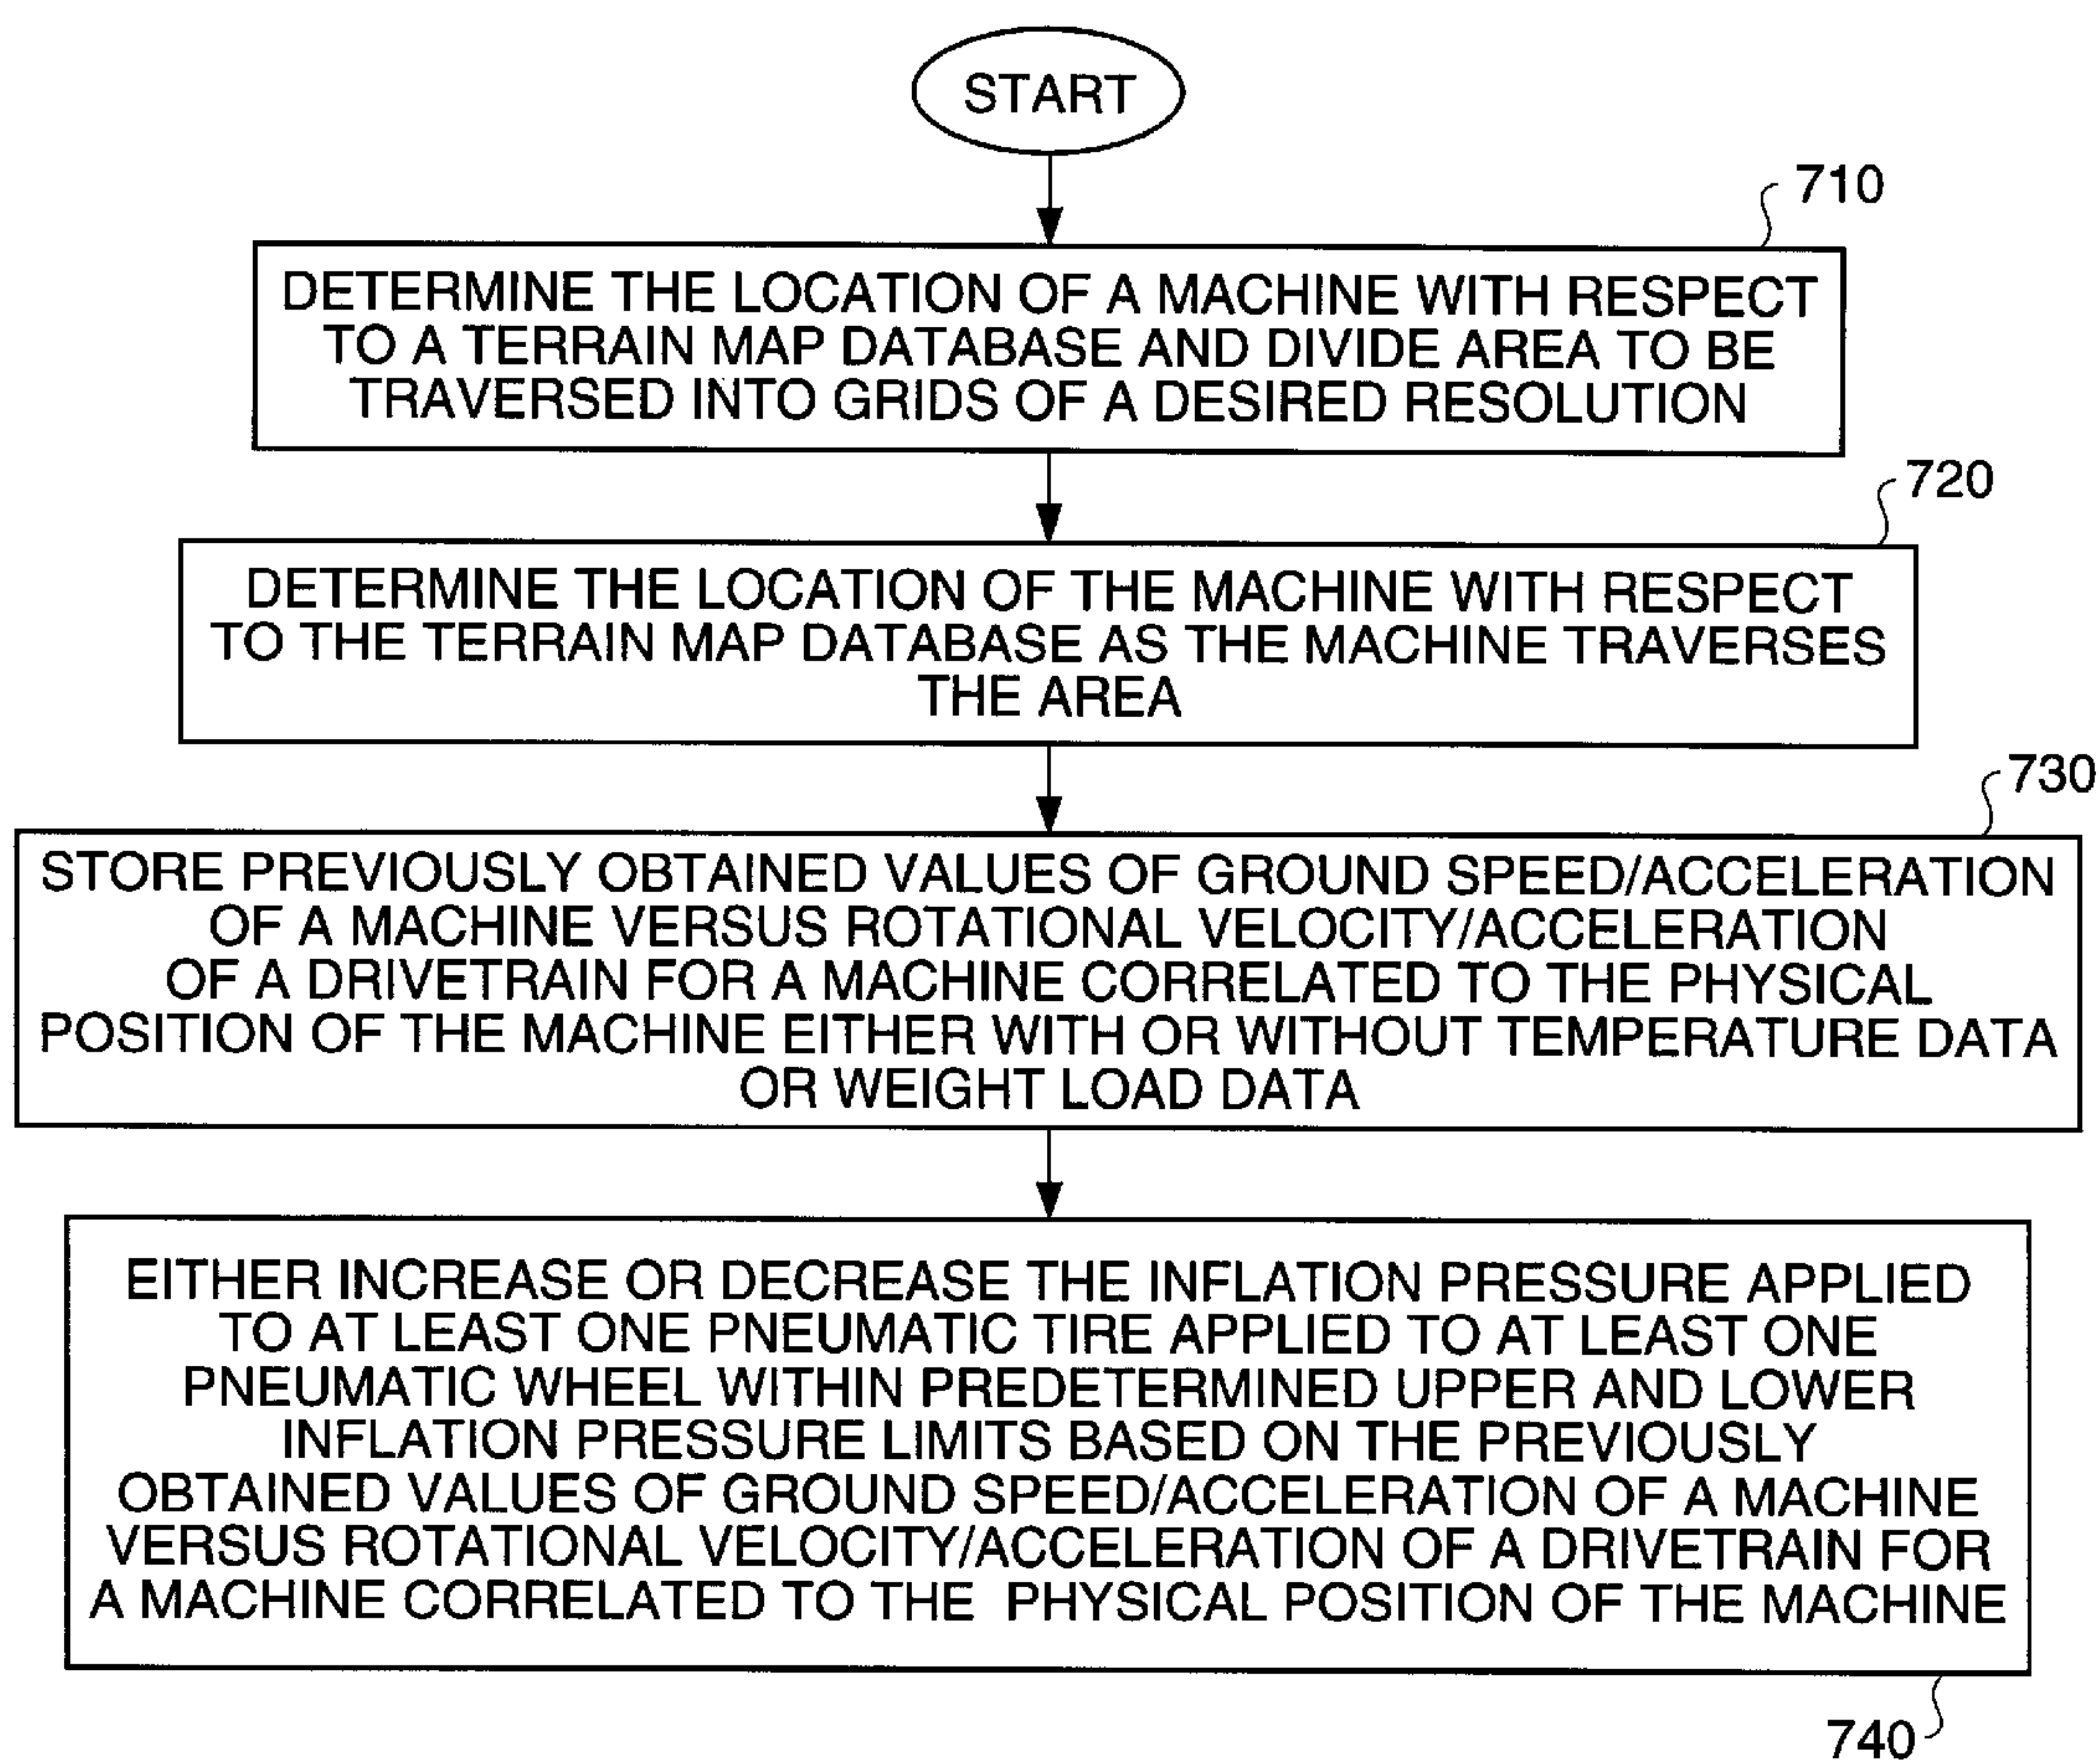 START
710
DETERMINE THE LOCATION OF A MACHINE WITH RESPECT
TO A TERRAIN MAP DATABASE AND DIVIDE AREA TO BE
TRAVERSED INTO GRIDS OF A DESIRED RESOLUTION
720
DETERMINE THE LOCATION OF THE MACHINE WITH RESPECT
TO THE TERRAIN MAP DATABASE AS THE MACHINE TRAVERSES
THE AREA
730
STORE PREVIOUSLY OBTAINED VALUES OF GROUND SPEED/ACCELERATION
OF A MACHINE VERSUS ROTATIONAL VELOCITY/ACCELERATION
OF A DRIVETRAIN FOR A MACHINE CORRELATED TO THE PHYSICAL
POSITION OF THE MACHINE EITHER WITH OR WITHOUT TEMPERATURE DATA
OR WEIGHT LOAD DATA
EITHER INCREASE OR DECREASE THE INFLATION PRESSURE APPLIED
TO AT LEAST ONE PNEUMATIC TIRE APPLIED TO AT LEAST ONE
PNEUMATIC WHEEL WITHIN PREDETERMINED UPPER AND LOWER
INFLATION PRESSURE LIMITS BASED ON THE PREVIOUSLY
OBTAINED VALUES OF GROUND SPEED/ACCELERATION OF A MACHINE
VERSUS ROTATIONAL VELOCITY/ACCELERATION OF A DRIVETRAIN FOR
A MACHINE CORRELATED TO THE PHYSICAL POSITION OF THE MACHINE
740